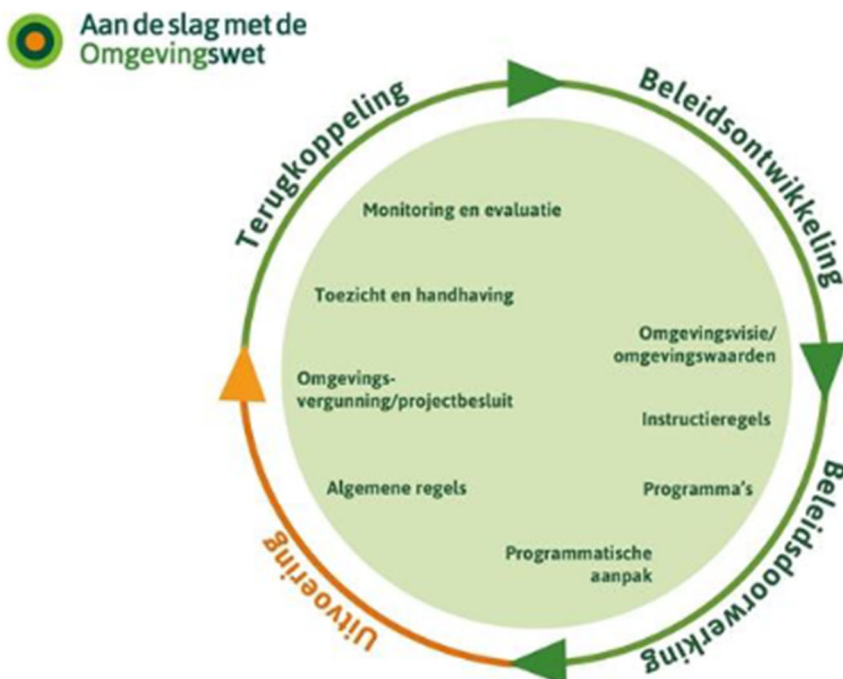 Aan de slag met de
Omgevingswet
Terugkoppeling
Beleidsontwikkeling
Monitoring en evaluatie
Toezicht en handhaving
Omgevingsvisie/
omgevingswaarden
Omgevings-
vergunning/projectbesluit
Instructieregels
Algemene regels
Programma's
Programmatische
aanpak
Uitvoering
Beleidsdoorwerking